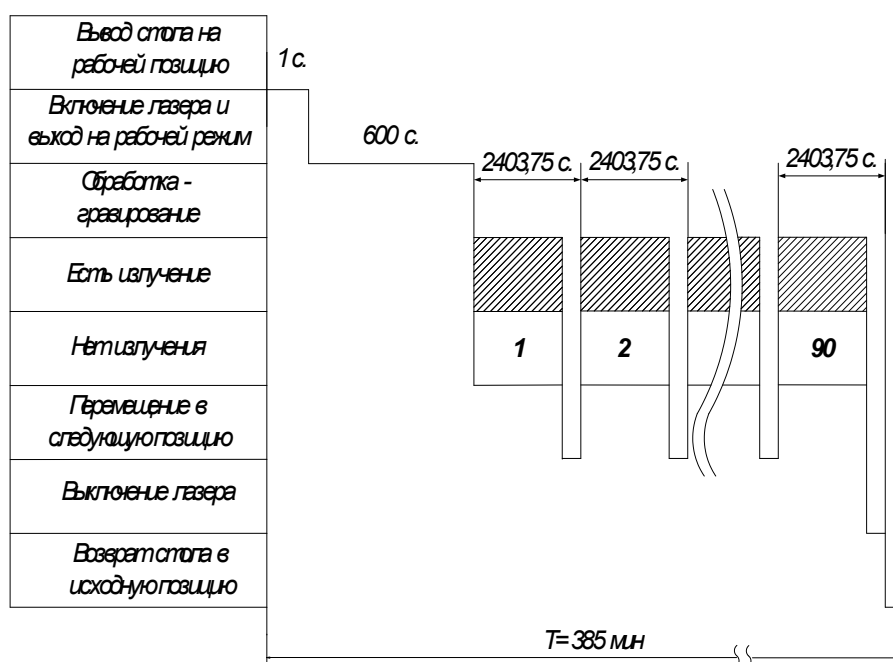 Вывод стола на
рабочей позицию
1 с.
Включение лазера и
выход на рабочей режим
600 с.
2403,75 с.
2403,75 с.
2403,75 с.
Обработка -
гравирование
Есть излучение
Нет излучения
1
2
90
Перемещение в
следующую позицию
Выключение лазера
Возврат стола в
исходную позицию
T= 385 мин